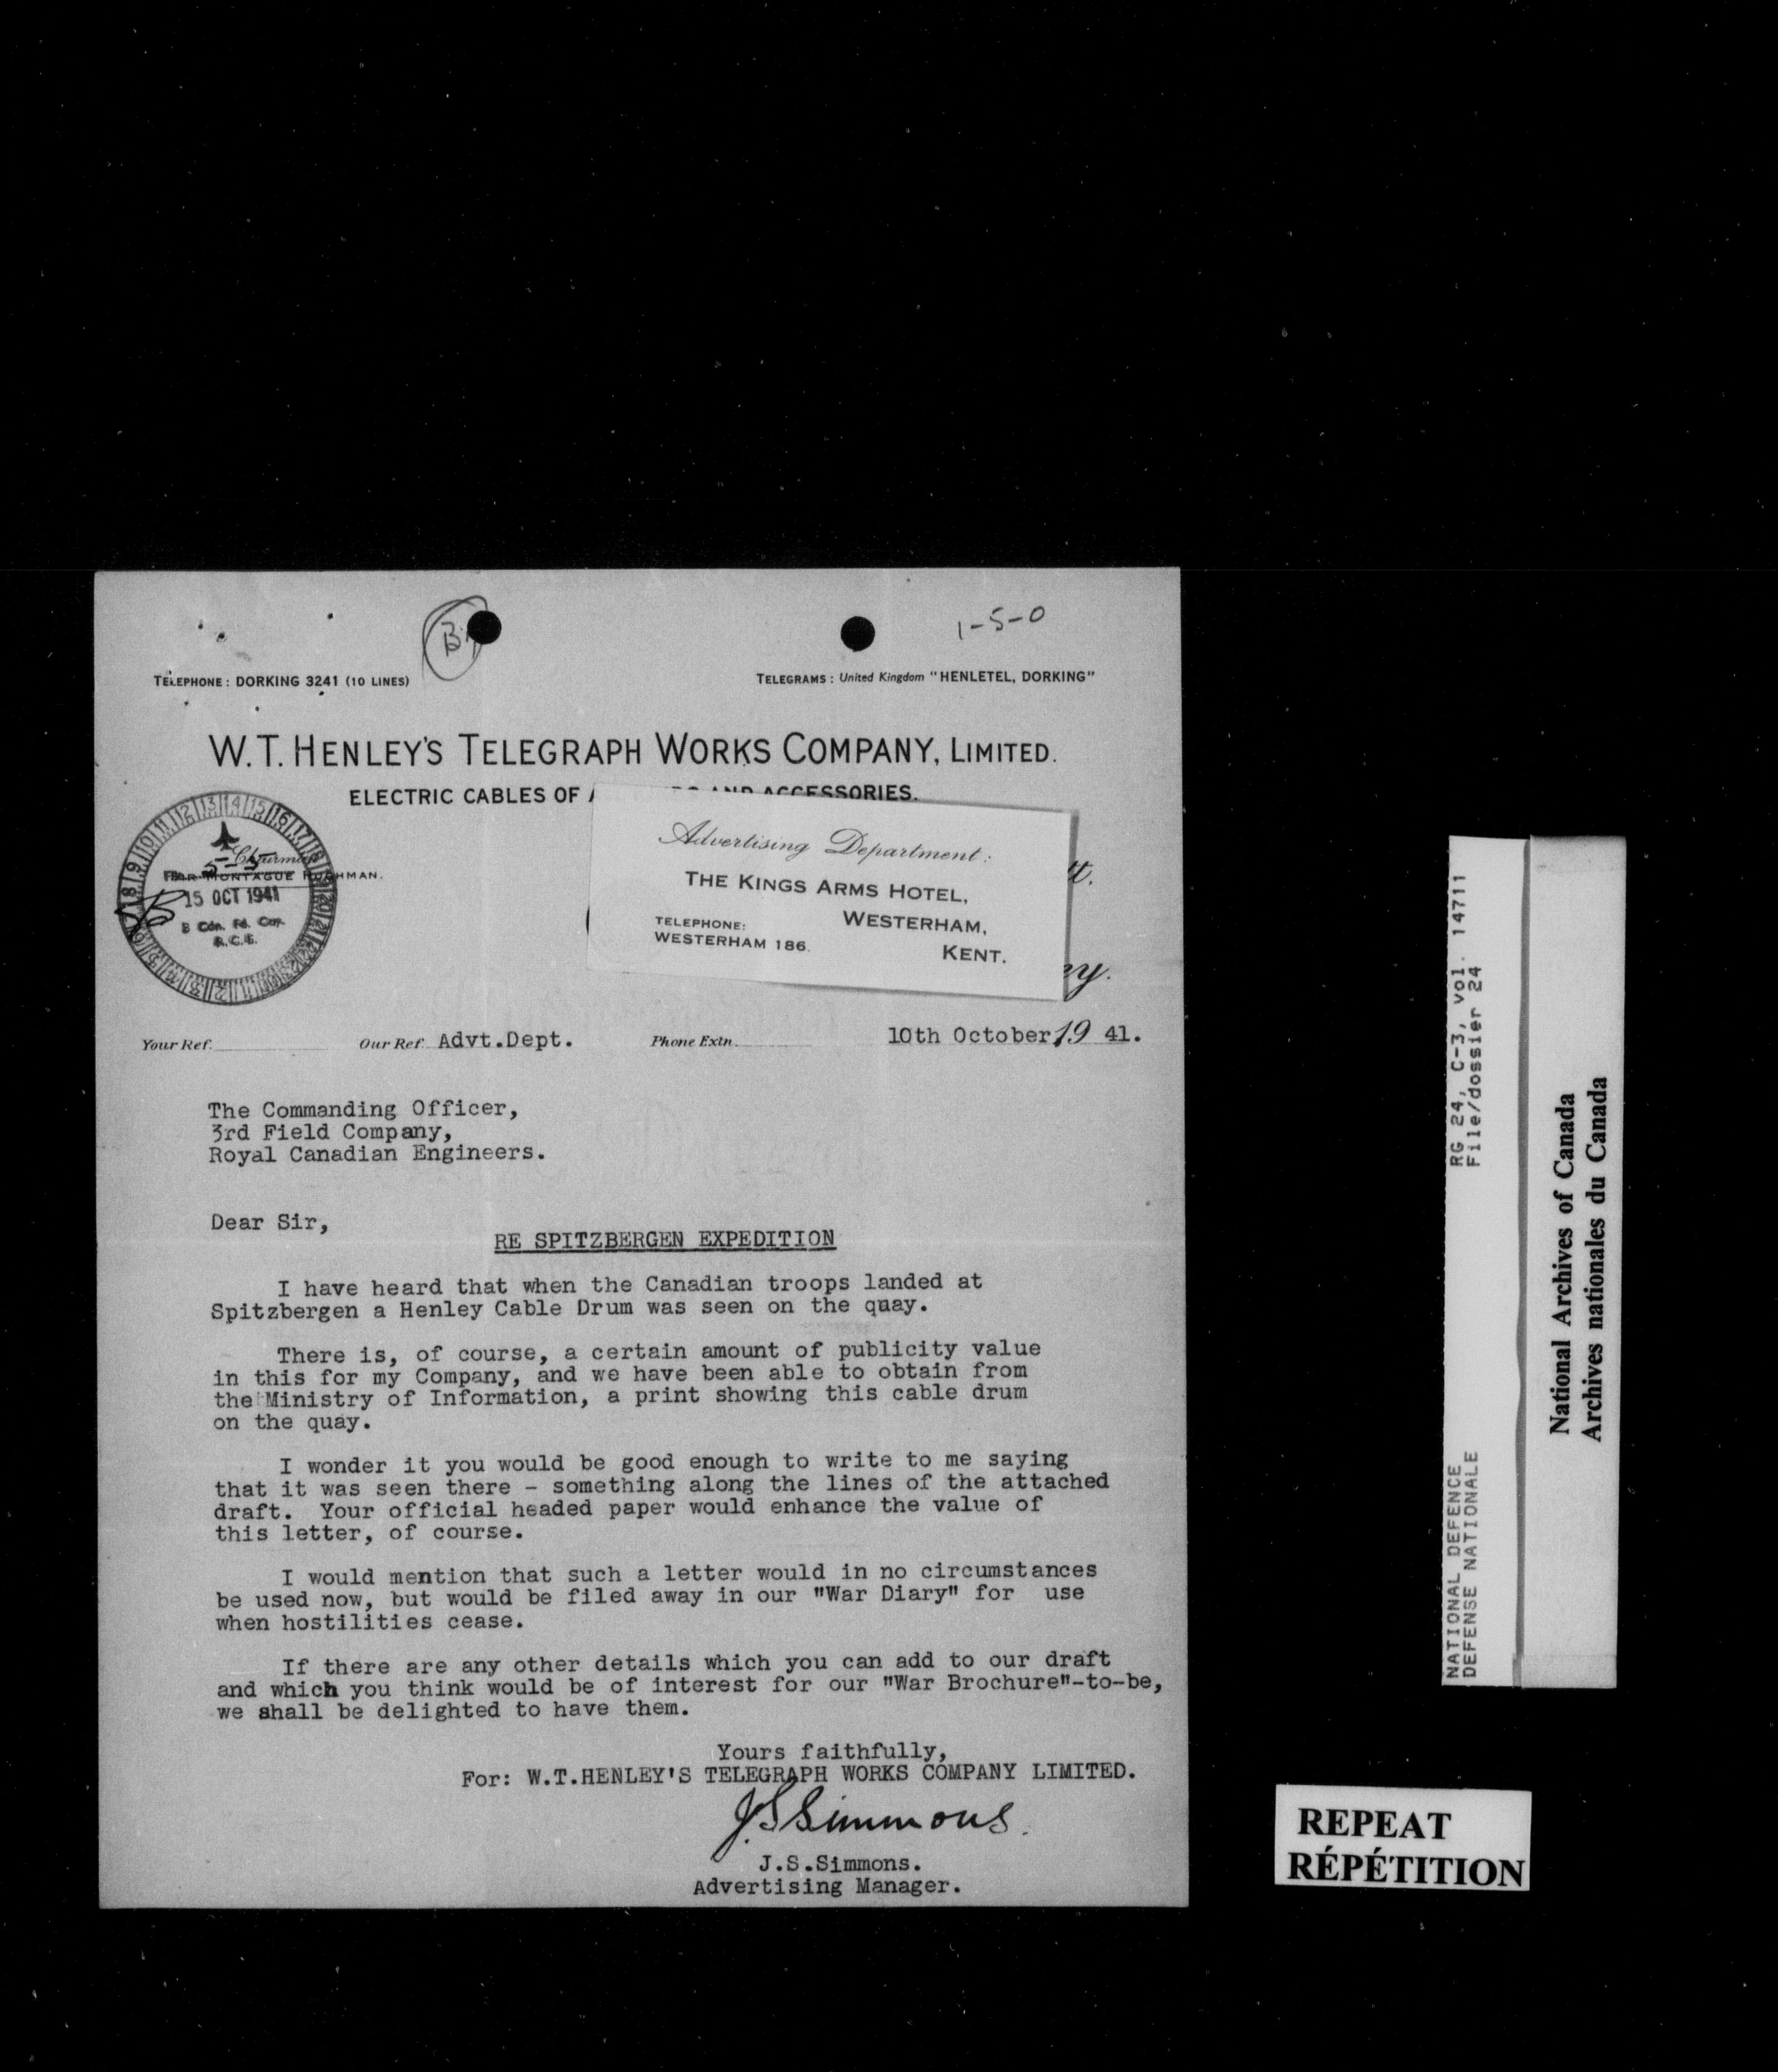 1-5-0
TELEPHONE: DORKING 3241 (10 LINES)
TELEGRAMS: United Kingdom "HENLETEL, DORKING"
W.T. HENLEY'S TELEGRAPH WORKS COMPANY, LIMITED.
ELECTRIC CABLES OF
AND ACCESSORIES.
Advertising Department:
THE KINGS ARMS HOTEL,
WESTERHAM,
KENT.
TELEPHONE:
WESTERHAM 186.
Chairman
MONTAGUE HUGHMAN.
15 OCT 1941
Cdn. Fd. Coy.
R.C.E.
Your Ref.
Our Ref. Advt.Dept.
Phone Extn.
10th October 19 41.
The Commanding Officer,
3rd Field Company,
Royal Canadian Engineers.
Dear Sir,
RE SPITZBERGEN EXPEDITION
I have heard that when the Canadian troops landed at
Spitzbergen a Henley Cable Drum was seen on the quay.
There is, of course, a certain amount of publicity value
in this for my Company, and we have been able to obtain from
the Ministry of Information, a print showing this cable drum
on the quay.
I wonder it you would be good enough to write to me saying
that it was seen there - something along the lines of the attached
draft. Your official headed paper would enhance the value of
this letter, of course.
I would mention that such a letter would in no circumstances
be used now, but would be filed away in our "War Diary" for use
when hostilities cease.
If there are any other details which you can add to our draft
and which you think would be of interest for our "War Brochure"-to-be,
we shall be delighted to have them.
Yours faithfully,
For: W.T.HENLEY'S TELEGRAPH WORKS COMPANY LIMITED.
J.S.Simmons.
J.S.Simmons.
Advertising Manager.
NATIONAL DEFENCE RG 24, C-3, vol. 14711
DEFENSE NATIONALE File/dossier 24
National Archives of Canada
Archives nationales du Canada
REPEAT
RÉPÉTITION